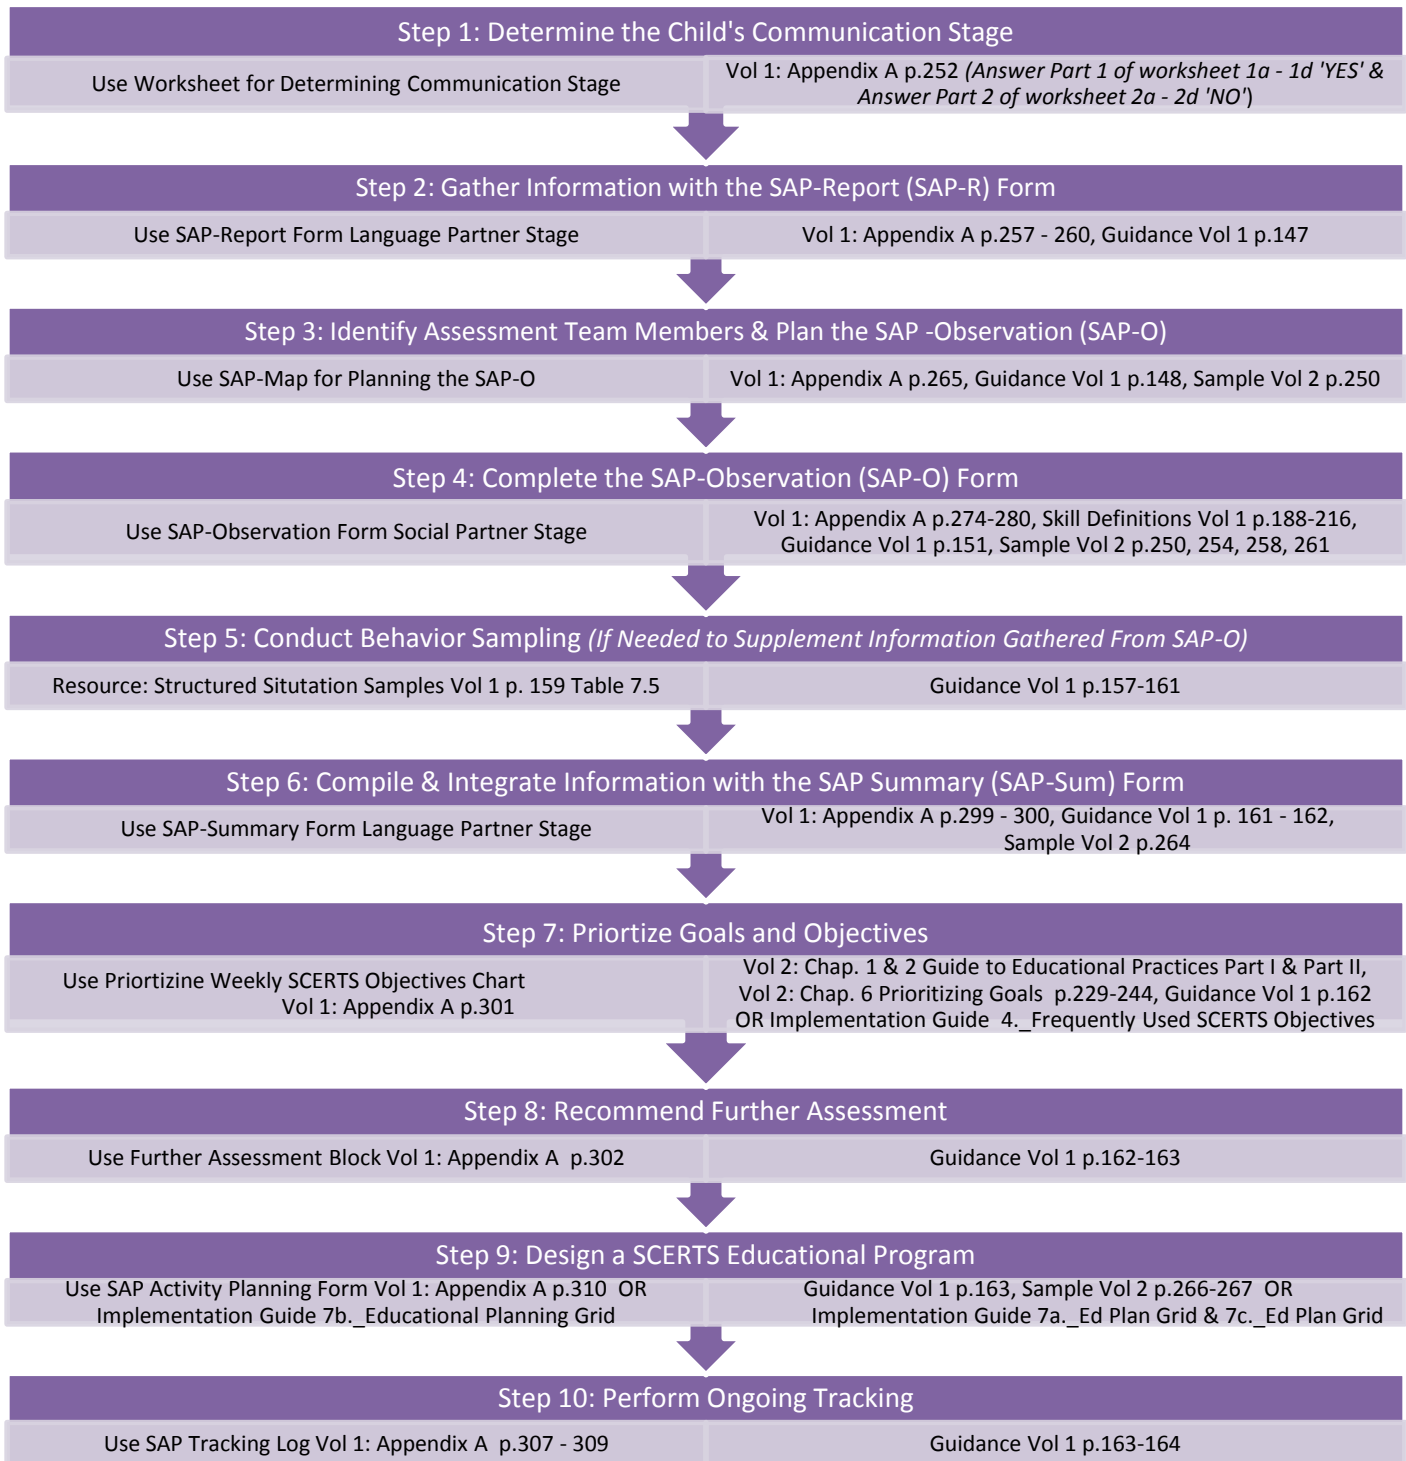 Step 1: Determine the Child's Communication Stage
Use Worksheet for Determining Communication Stage
Vol 1: Appendix A p.252 (Answer Part 1 of worksheet 1a - 1d 'YES' &
Answer Part 2 of worksheet 2a - 2d 'NO')
Step 2: Gather Information with the SAP-Report (SAP-R) Form
Use SAP-Report Form Language Partner Stage
Vol 1: Appendix A p.257 - 260, Guidance Vol 1 p.147
Step 3: Identify Assessment Team Members & Plan the SAP -Observation (SAP-O)
Use SAP-Map for Planning the SAP-O
Vol 1: Appendix A p.265, Guidance Vol 1 p.148, Sample Vol 2 p.250
Step 4: Complete the SAP-Observation (SAP-O) Form
Use SAP-Observation Form Social Partner Stage
Vol 1: Appendix A p.274-280, Skill Definitions Vol 1 p.188-216,
Guidance Vol 1 p.151, Sample Vol 2 p.250, 254, 258, 261
Step 5: Conduct Behavior Sampling (If Needed to Supplement Information Gathered From SAP-O)
Resource: Structured Situtation Samples Vol 1 p. 159 Table 7.5
Guidance Vol 1 p.157-161
Step 6: Compile & Integrate Information with the SAP Summary (SAP-Sum) Form
Use SAP-Summary Form Language Partner Stage
Vol 1: Appendix A p.299 - 300, Guidance Vol 1 p. 161 - 162,
Sample Vol 2 p.264
Step 7: Priortize Goals and Objectives
Use Priortizine Weekly SCERTS Objectives Chart
Vol 1: Appendix A p.301
Vol 2: Chap. 1 & 2 Guide to Educational Practices Part I & Part II,
Vol 2: Chap. 6 Prioritizing Goals p.229-244, Guidance Vol 1 p.162
OR Implementation Guide 4._Frequently Used SCERTS Objectives
Step 8: Recommend Further Assessment
Use Further Assessment Block Vol 1: Appendix A p.302
Guidance Vol 1 p.162-163
Step 9: Design a SCERTS Educational Program
Use SAP Activity Planning Form Vol 1: Appendix A p.310 OR
Implementation Guide 7b._Educational Planning Grid
Guidance Vol 1 p.163, Sample Vol 2 p.266-267 OR
Implementation Guide 7a._Ed Plan Grid & 7c._Ed Plan Grid
Step 10: Perform Ongoing Tracking
Use SAP Tracking Log Vol 1: Appendix A p.307 - 309
Guidance Vol 1 p.163-164